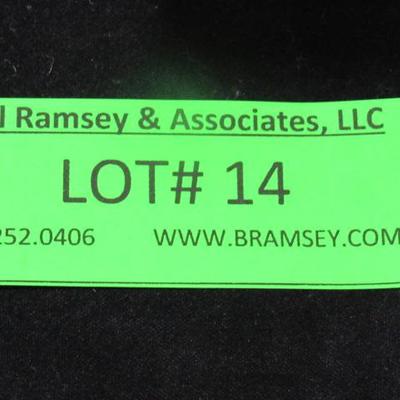 l Ramsey & Associates, LLC
LOT# 14
252.0406 WWW.BRAMSEY.COM